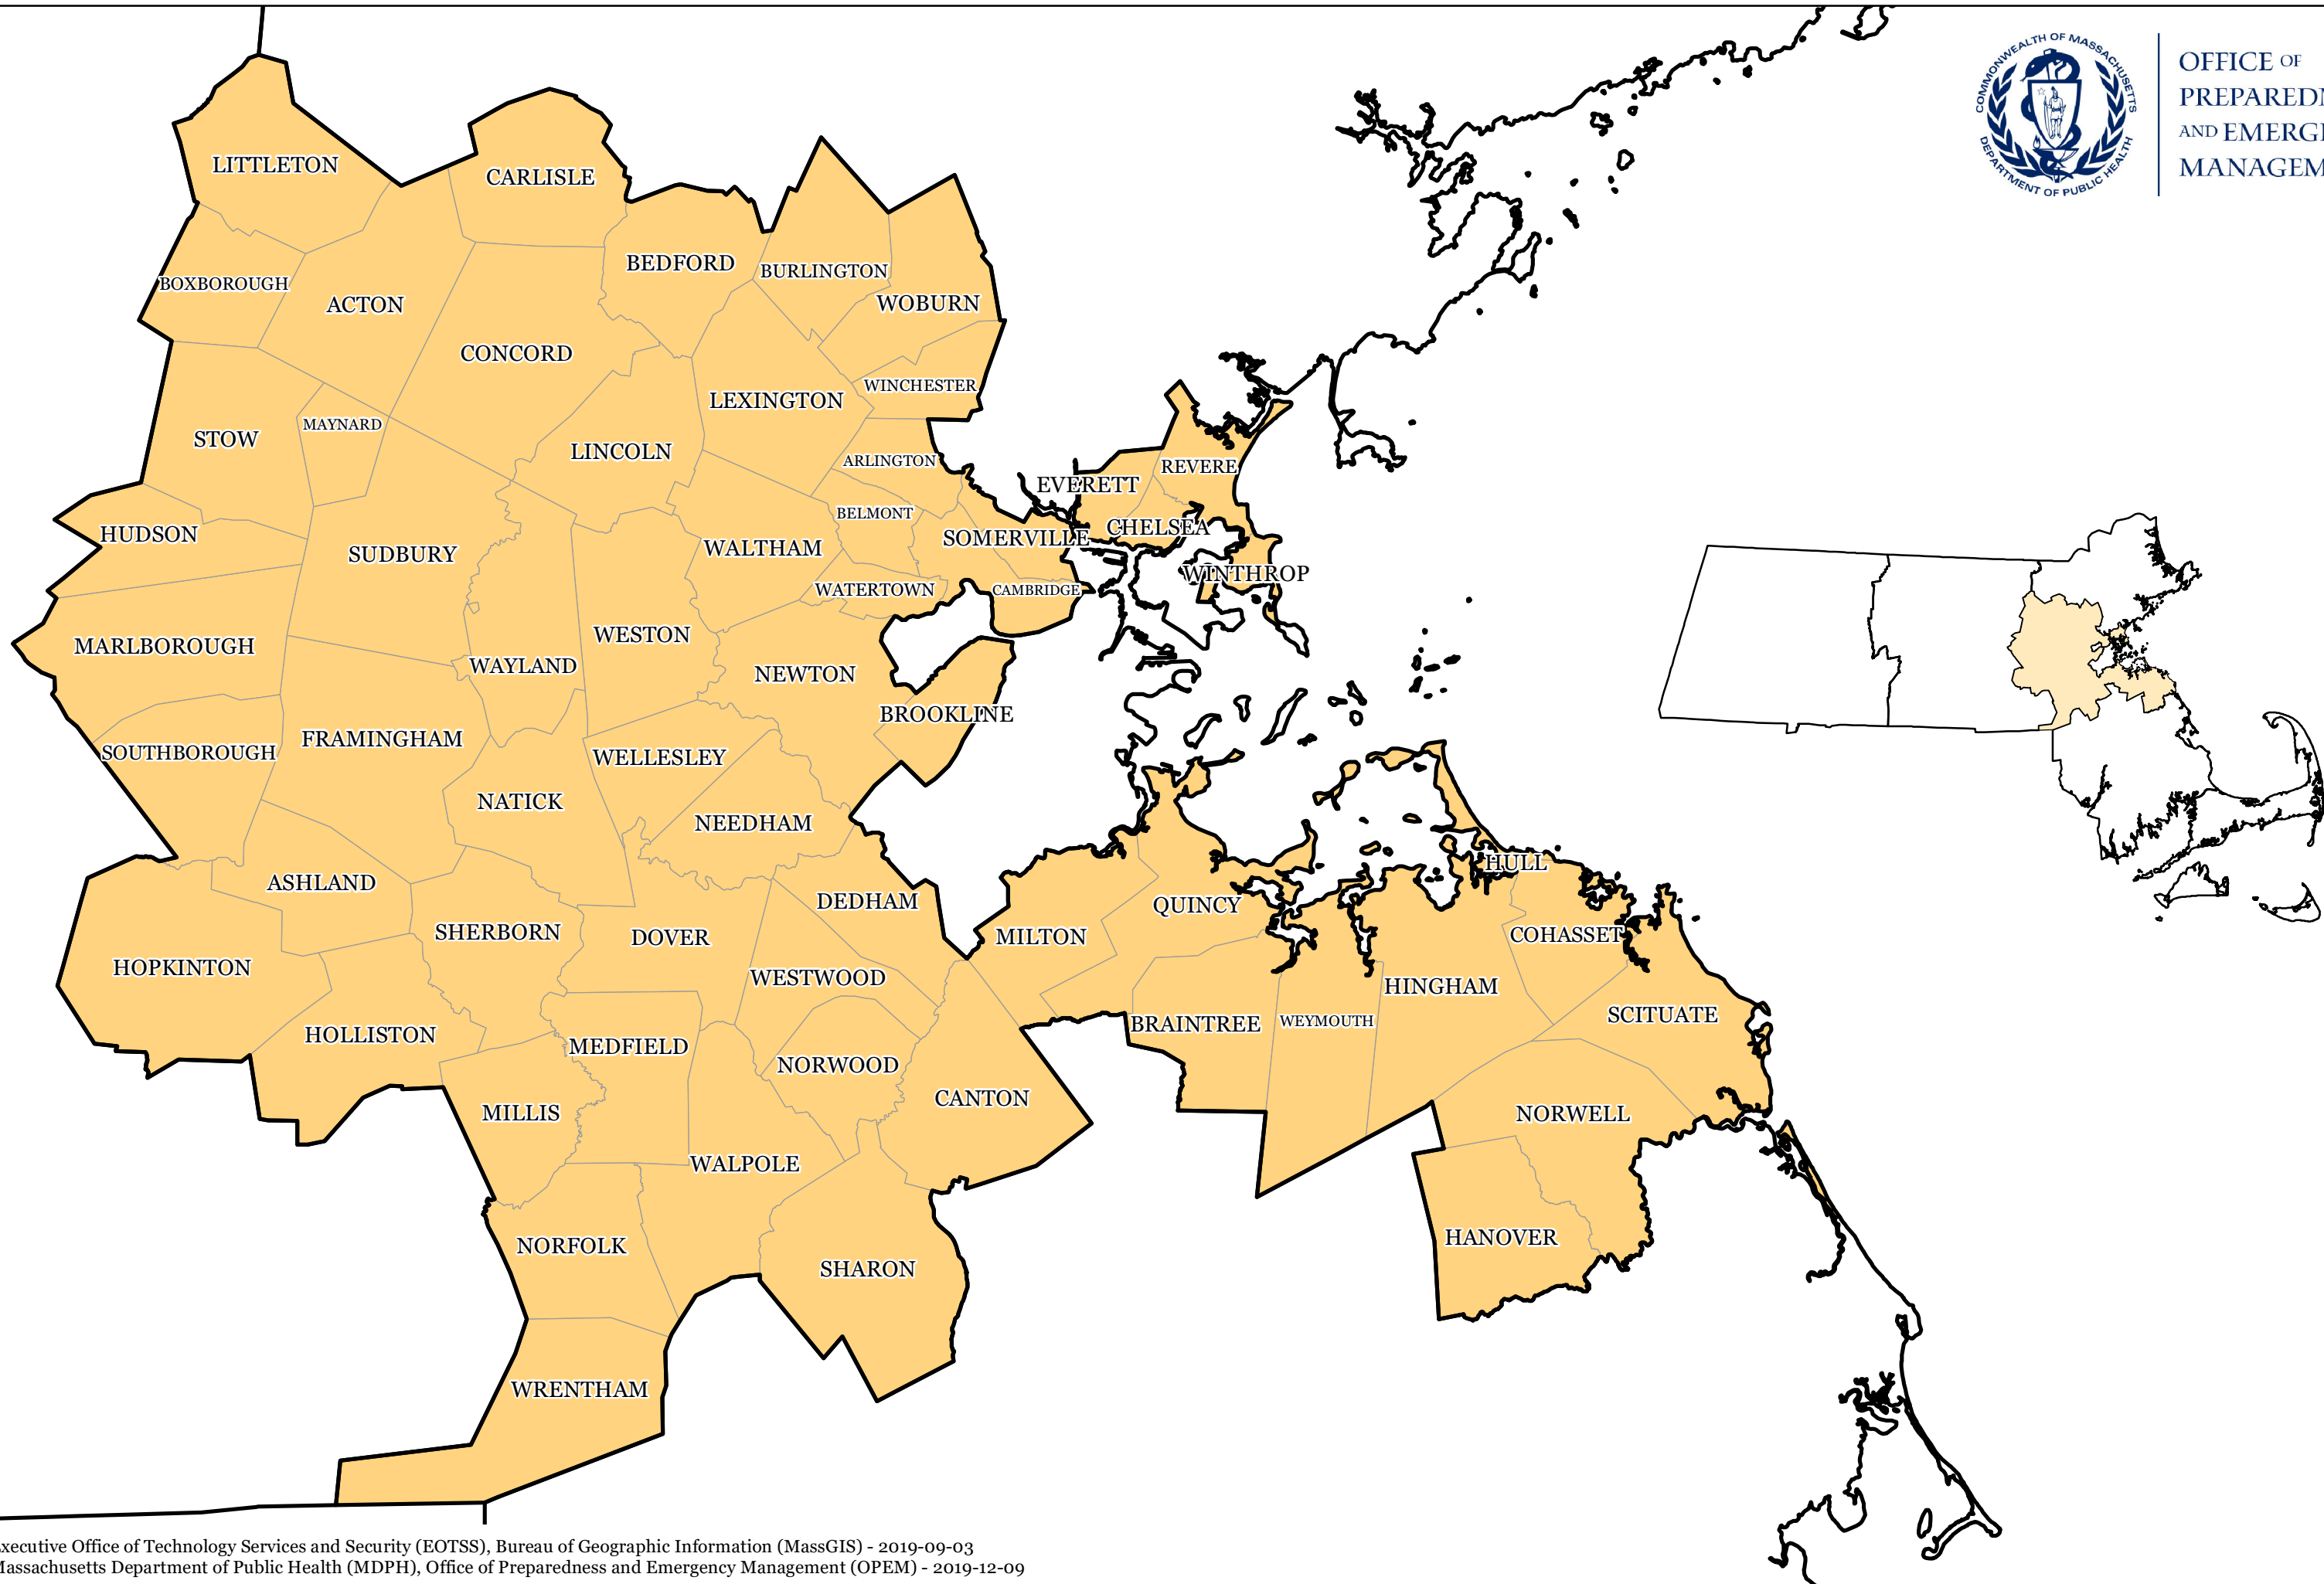 COMMONWEALTH OF MASSACHUSETTS
DEPARTMENT OF PUBLIC HEALTH
OFFICE OF
PREPAREDN
AND EMERGE
MANAGEM
LITTLETON
CARLISLE
BEDFORD
BURLINGTON
BOXBOROUGH
ACTON
WOBURN
CONCORD
WINCHESTER
LEXINGTON
MAYNARD
STOW
LINCOLN
ARLINGTON
REVERE
EVERETT
BELMONT
CHELSEA
HUDSON
SOMERVILLE
SUDBURY
WALTHAM
WINTHROP
WATERTOWN
CAMBRIDGE
WESTON
MARLBOROUGH
WAYLAND
NEWTON
BROOKLINE
FRAMINGHAM
SOUTHBOROUGH
WELLESLEY
NATICK
NEEDHAM
HULL
ASHLAND
DEDHAM
QUINCY
SHERBORN
DOVER
MILTON
COHASSET
HOPKINTON
WESTWOOD
HINGHAM
SCITUATE
BRAINTREE
WEYMOUTH
HOLLISTON
MEDFIELD
NORWOOD
CANTON
MILLIS
NORWELL
WALPOLE
HANOVER
NORFOLK
SHARON
WRENTHAM
xecutive Office of Technology Services and Security (EOTSS), Bureau of Geographic Information (MassGIS) - 2019-09-03
assachusetts Department of Public Health (MDPH), Office of Preparedness and Emergency Management (OPEM) - 2019-12-09